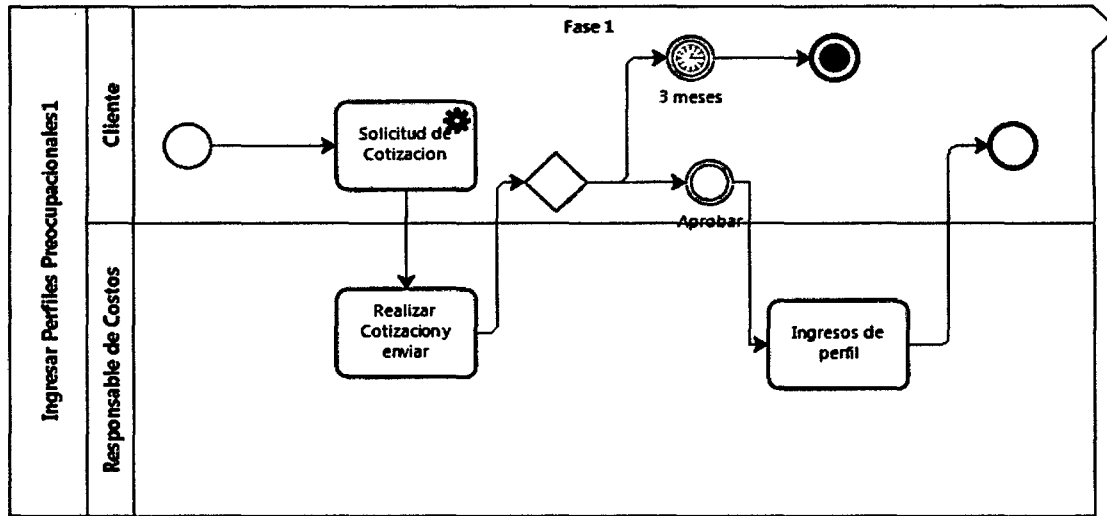 Ingresar Perfiles Preocupacionales1
Cliente
Responsable de Costos
Fase 1
3 meses
Solicitud de
Cotizacion
Aprobar
Realizar
Cotizaciony
enviar
Ingresos de
perfil